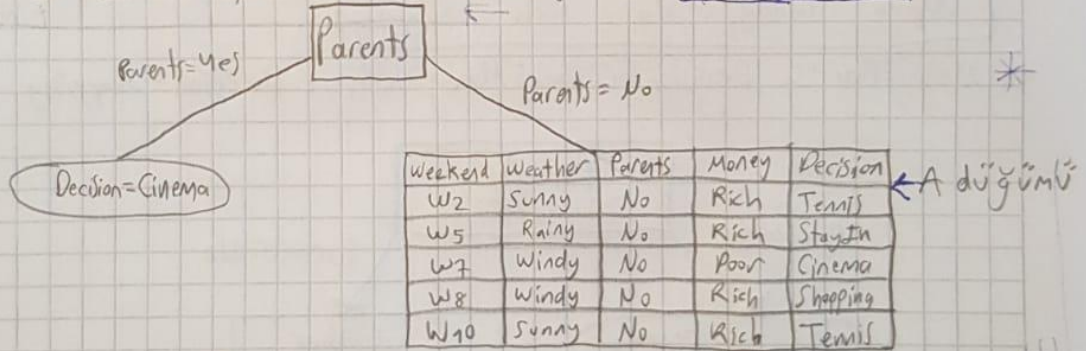 Parents
Parents=Yes
Parents = No
Decision=Cinema
Weekend Weather Parents Money Decision
W2 Sunny No Rich Tennis
W5 Rainy No Rich StayIn
W7 Windy No Poor Cinema
W8 Windy No Rich Shopping
W10 Sunny No Rich Tennis
A düğümü